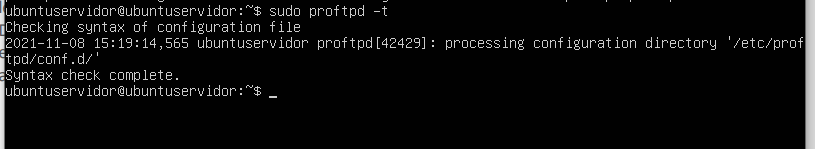 ubuntuservidor@ubuntuservidor:~$ sudo proftpd -t
Checking syntax of configuration file
2021-11-08 15:19:14,565 ubuntuservidor proftpd[42429]: processing configuration directory '/etc/prof
tpd/conf.d/'
Syntax check complete.
ubuntuservidor@ubuntuservidor:~$ _